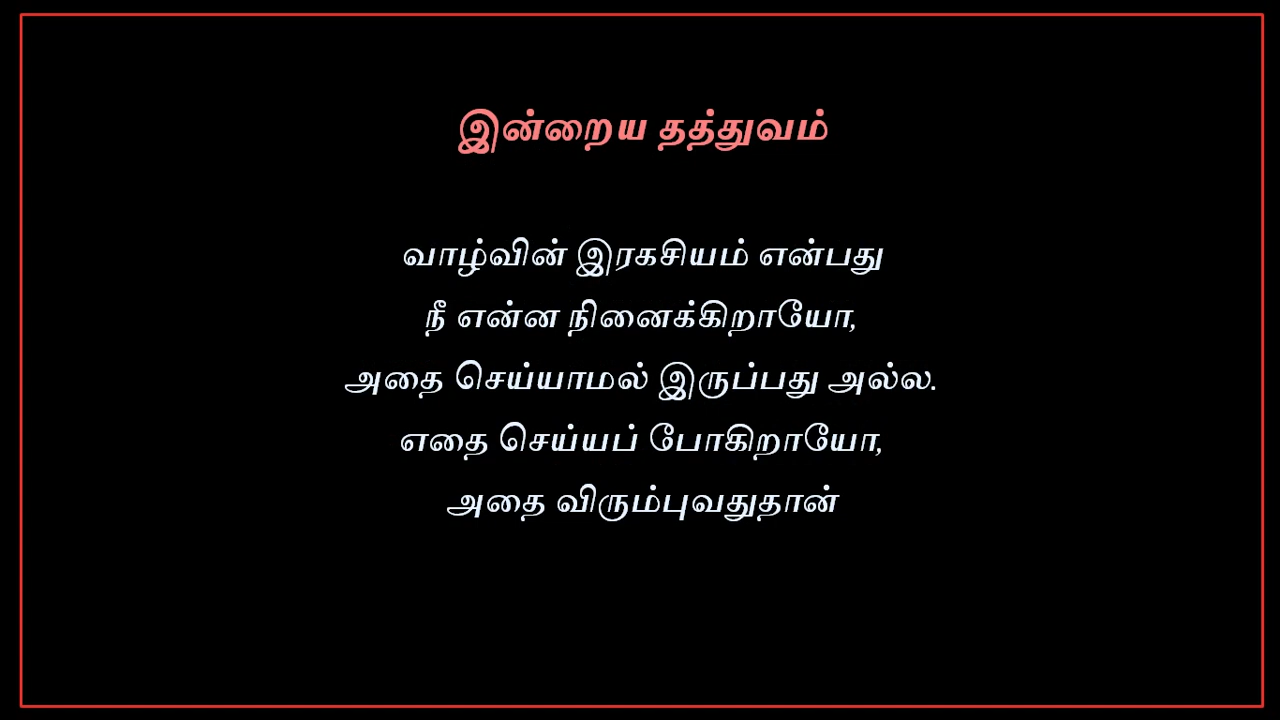 இன்றைய தத்துவம்
வாழ்வின் இரகசியம் என்பது
நீ என்ன நினைக்கிறாயோ,
அதை செய்யாமல் இருப்பது அல்ல.
எதை செய்யப் போகிறாயோ,
அதை விரும்புவதுதான்